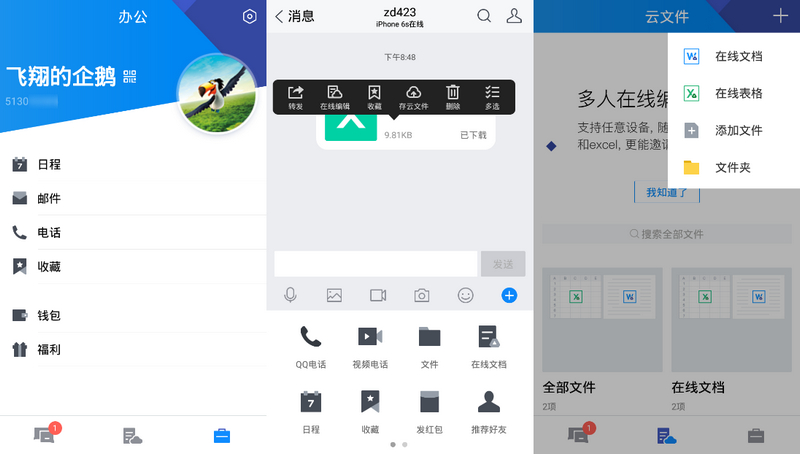 办公
飞翔的企鹅
5130
7
日程
邮件
电话
收藏
钱包
福利
1
消息
zd423
iPhone 6s在线
下午8:48
转发
在线编辑
收藏
存云文件
删除
多选
X
9.81KB
已下载
发送
QQ电话
视频电话
文件
在线文档
7
日程
收藏
发红包
推荐好友
云文件
在线文档
在线表格
添加文件
文件夹
多人在线编
支持任意设备, 随
和excel, 更能邀请
我知道了
搜索全部文件
全部文件
2项
在线文档
2项
1